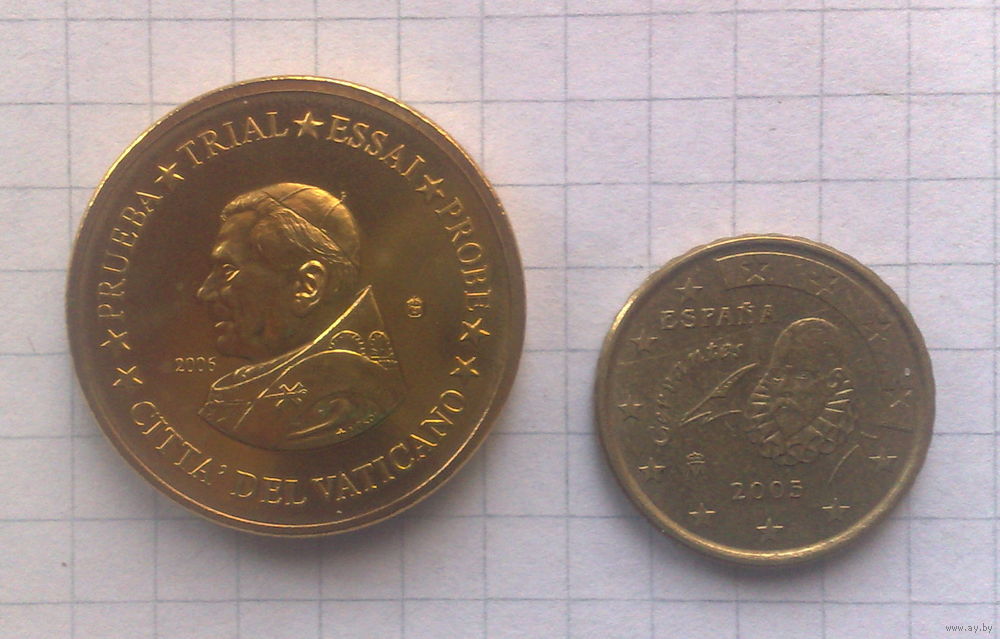 PRUEBA ★ TRIAL ★ ESSAI ★ PROBE
2006
CITTA' DEL VATICANO
ESPAÑA
Cervantes
M
2005
www.ay.by